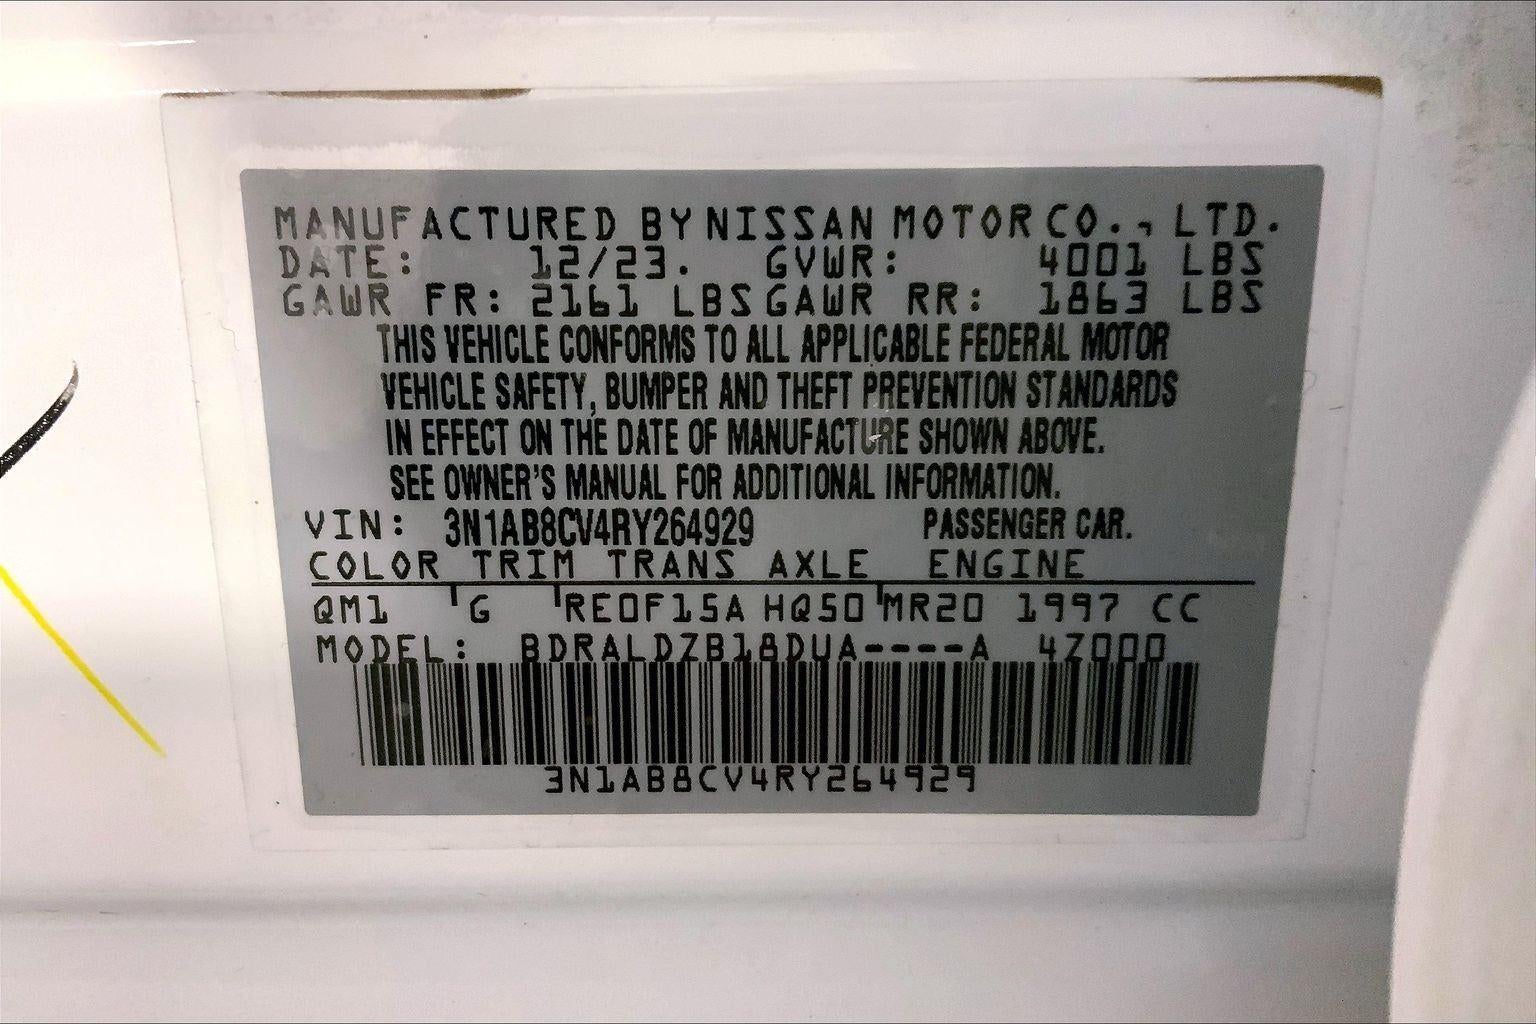 MANUFACTURED BY NISSAN MOTOR CO., LTD.
DATE: 12/23. GVWR: 4001 LBS
GAWR FR: 2161 LBS GAWR RR: 1863 LBS
THIS VEHICLE CONFORMS TO ALL APPLICABLE FEDERAL MOTOR
VEHICLE SAFETY, BUMPER AND THEFT PREVENTION STANDARDS
IN EFFECT ON THE DATE OF MANUFACTURE SHOWN ABOVE.
SEE OWNER'S MANUAL FOR ADDITIONAL INFORMATION.
VIN: 3N1AB8CV4RY264929 PASSENGER CAR.
COLOR TRIM TRANS AXLE ENGINE
QM1 G RE0F15A HQ50 MR20 1997 CC
MODEL: BDRALDZB18DUA----A 4Z000
3N1AB8CV4RY264929